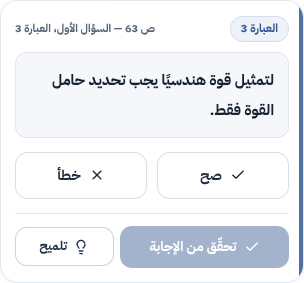 العبارة 3
ص 63 — السؤال الأول، العبارة 3
لتمثيل قوة هندسيًا يجب تحديد حامل
القوة فقط.
صح
خطأ
تحقّق من الإجابة
تلميح